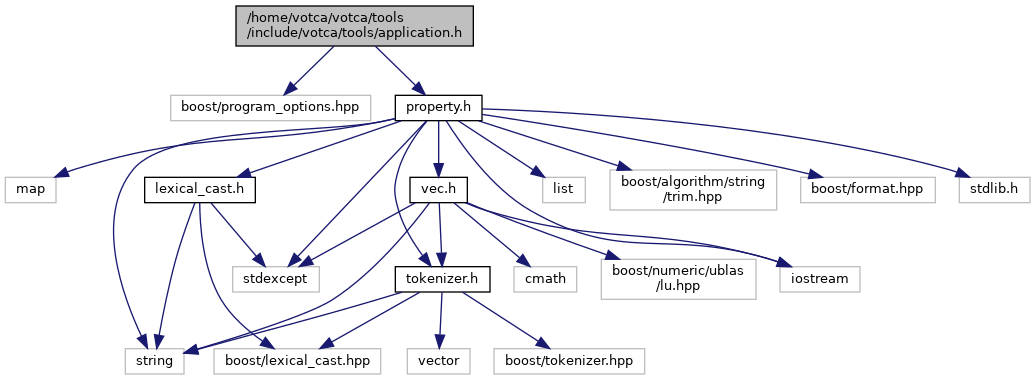 /home/votca/votca/tools
/include/votca/tools/application.h
boost/program_options.hpp
property.h
map
lexical_cast.h
vec.h
list
boost/algorithm/string
/trim.hpp
boost/format.hpp
stdlib.h
stdexcept
tokenizer.h
cmath
boost/numeric/ublas
/lu.hpp
iostream
string
boost/lexical_cast.hpp
vector
boost/tokenizer.hpp